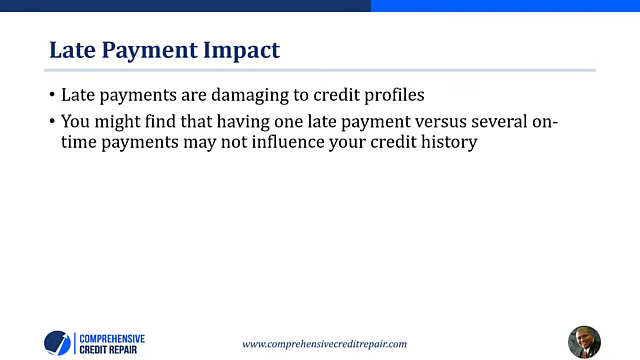 Late Payment Impact
• Late payments are damaging to credit profiles
• You might find that having one late payment versus several on-
time payments may not influence your credit history
COMPREHENSIVE
CREDIT REPAIR
www.comprehensivecreditrepair.com